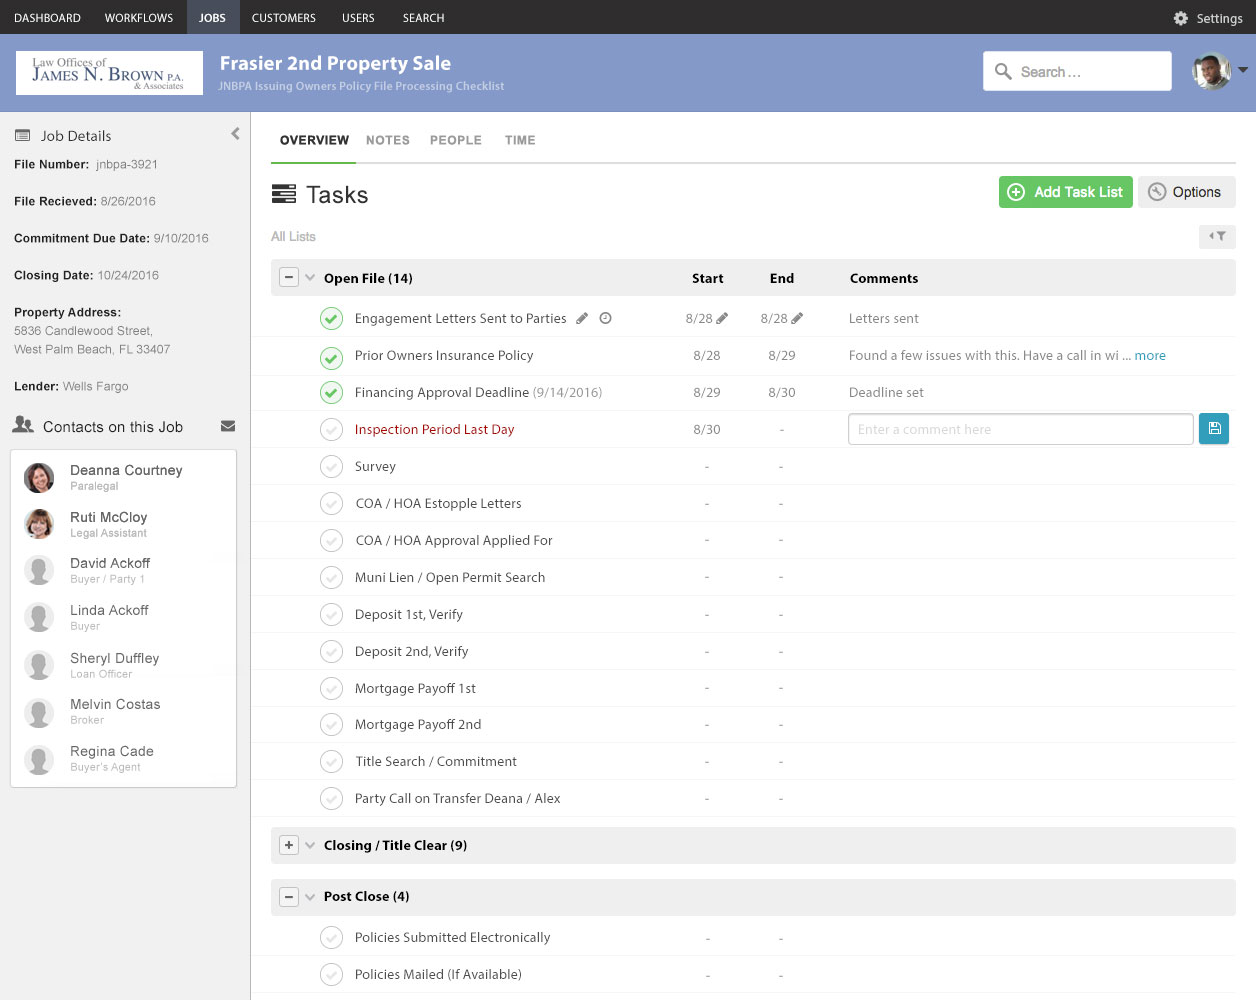 DASHBOARD WORKFLOWS JOBS CUSTOMERS USERS SEARCH Settings
Law Offices of
JAMES N. BROWN P.A.
& Associates
Frasier 2nd Property Sale
JNBPA Issuing Owners Policy File Processing Checklist
Search ...
Job Details
File Number: jnbpa-3921
File Recieved: 8/26/2016
Commitment Due Date: 9/10/2016
Closing Date: 10/24/2016
Property Address:
5836 Candlewood Street,
West Palm Beach, FL 33407
Lender: Wells Fargo
Contacts on this Job
Deanna Courtney
Paralegal
Ruti McCloy
Legal Assistant
David Ackoff
Buyer / Party 1
Linda Ackoff
Buyer
Sheryl Duffley
Loan Officer
Melvin Costas
Broker
Regina Cade
Buyer's Agent
OVERVIEW NOTES PEOPLE TIME
Tasks
Add Task List Options
All Lists
Open File (14) Start End Comments
Engagement Letters Sent to Parties 8/28 8/28 Letters sent
Prior Owners Insurance Policy 8/28 8/29 Found a few issues with this. Have a call in wi ... more
Financing Approval Deadline (9/14/2016) 8/29 8/30 Deadline set
Inspection Period Last Day 8/30 - Enter a comment here
Survey - -
COA / HOA Estopple Letters - -
COA / HOA Approval Applied For - -
Muni Lien / Open Permit Search - -
Deposit 1st, Verify - -
Deposit 2nd, Verify - -
Mortgage Payoff 1st - -
Mortgage Payoff 2nd - -
Title Search / Commitment - -
Party Call on Transfer Deana / Alex - -
Closing / Title Clear (9)
Post Close (4)
Policies Submitted Electronically - -
Policies Mailed (If Available) - -